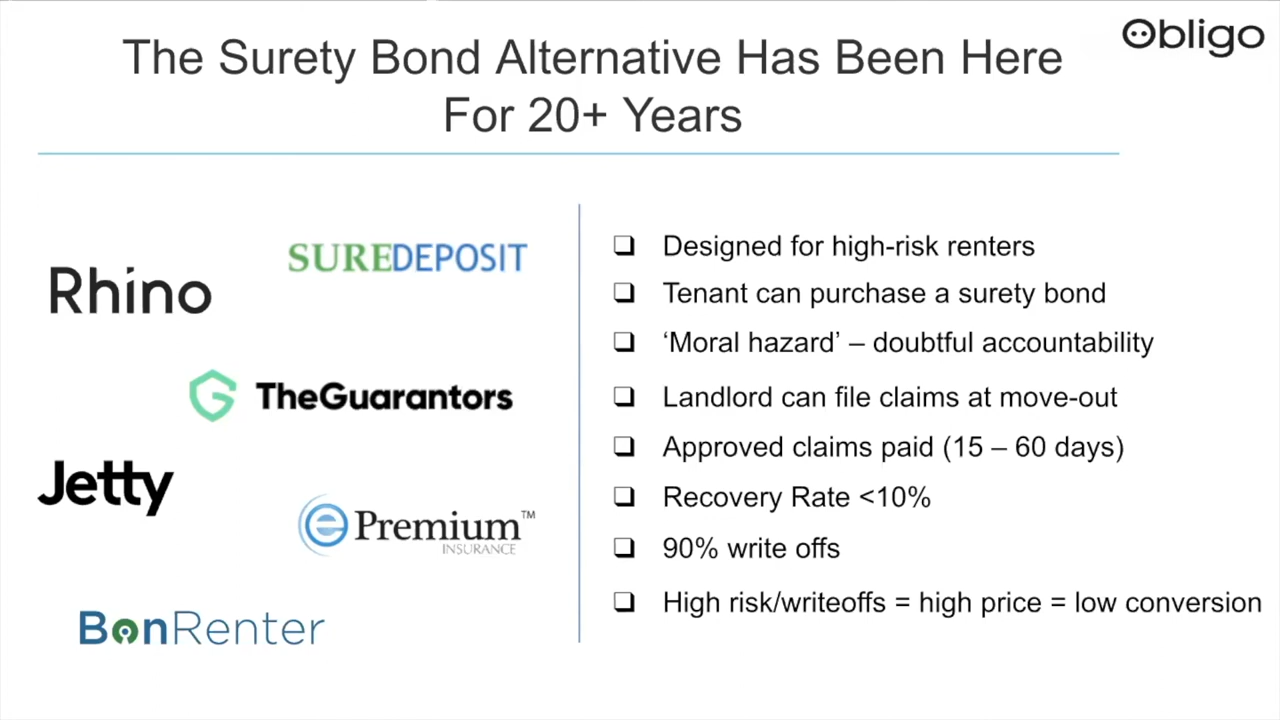 Obligo
The Surety Bond Alternative Has Been Here
For 20+ Years
SUREDEPOSIT
Rhino
TheGuarantors
Jetty
ePremium™
INSURANCE
BonRenter
Designed for high-risk renters
Tenant can purchase a surety bond
‘Moral hazard’ – doubtful accountability
Landlord can file claims at move-out
Approved claims paid (15 – 60 days)
Recovery Rate <10%
90% write offs
High risk/writeoffs = high price = low conversion